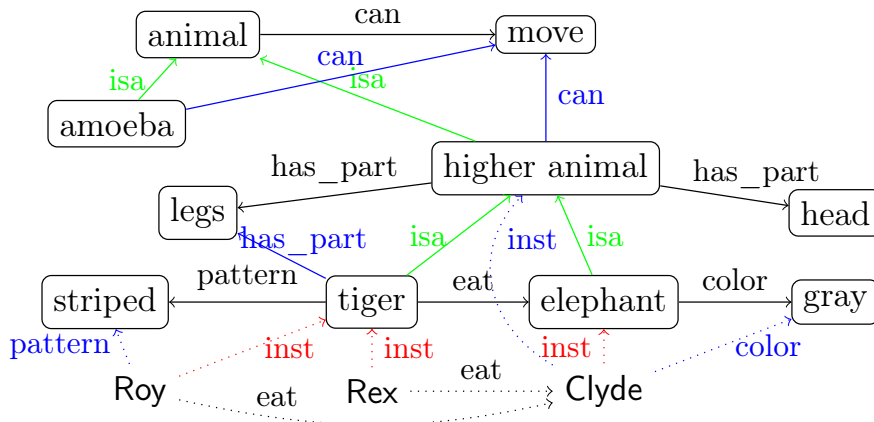 can
animal
move
can
isa
isa
can
amoeba
has_part
higher animal
has_part
legs
head
has_part
isa
inst
isa
pattern
eat
color
striped
tiger
elephant
gray
pattern
inst
inst
inst
color
Roy
eat
Rex
eat
Clyde